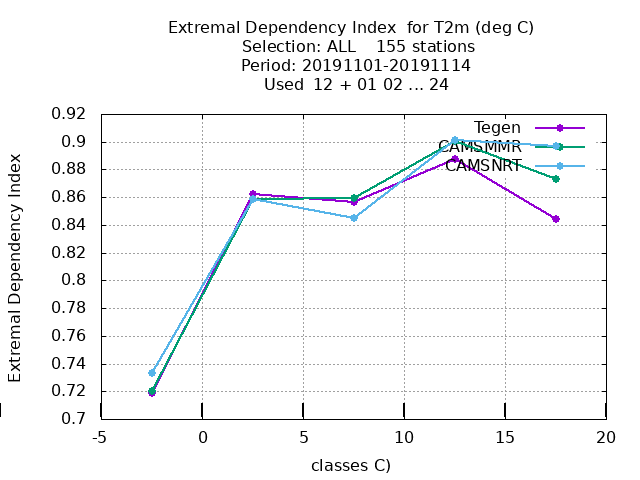 Extremal Dependency Index for T2m (deg C)
Selection: ALL 155 stations
Period: 20191101-20191114
Used 12 + 01 02 ... 24
Tegen
CAMSMMR
CAMSNRT
Extremal Dependency Index
0.92
0.9
0.88
0.86
0.84
0.82
0.8
0.78
0.76
0.74
0.72
0.7
-5
0
5
10
15
20
classes C)